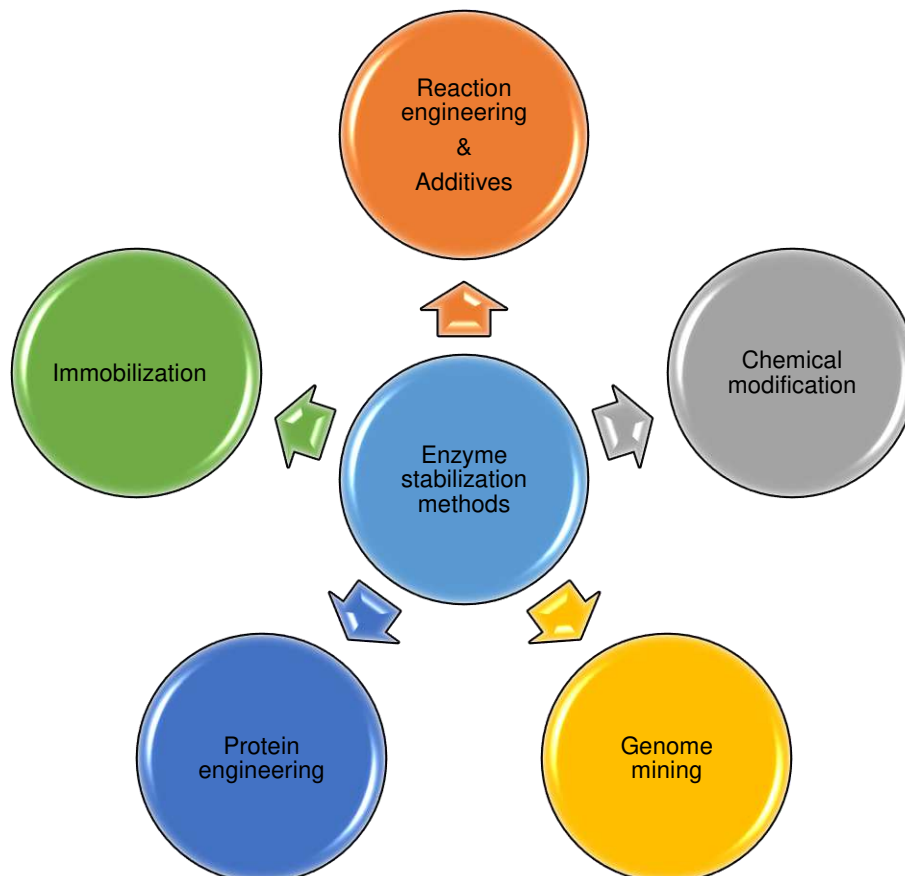 Reaction
engineering
&
Additives
Immobilization
Chemical
modification
Enzyme
stabilization
methods
Protein
engineering
Genome
mining